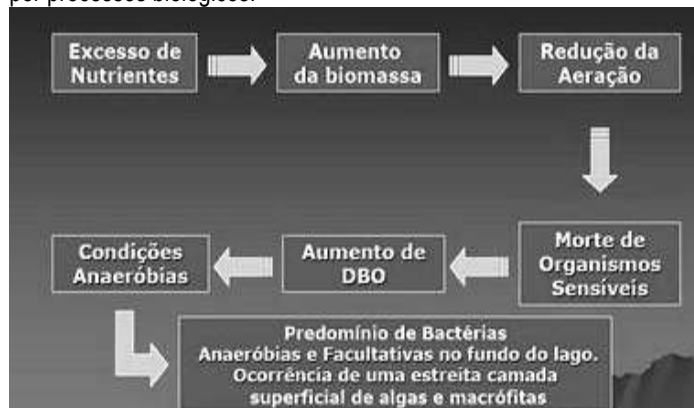 por processos biológicos.
Excesso de
Nutrientes
Aumento
da biomassa
Redução da
Aeração
Morte de
Organismos
Sensíveis
Aumento de
DBO
Condições
Anaeróbias
Predomínio de Bactérias
Anaeróbias e Facultativas no fundo do lago.
Ocorrência de uma estreita camada
superficial de algas e macrófitas